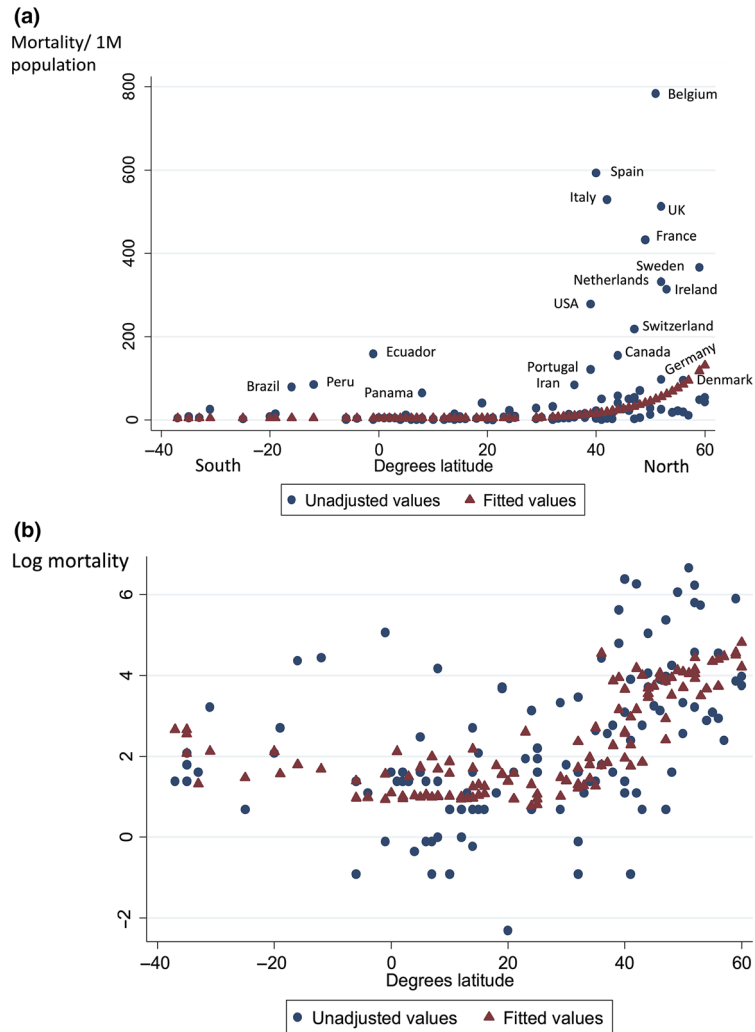 (a)
Mortality/ 1M
population
800
Belgium
600
Spain
Italy
UK
France
400
Sweden
Netherlands
Ireland
USA
Switzerland
200
Ecuador
Canada
Germany
Portugal
Iran
Denmark
Brazil
Peru
Panama
0
−40 −20 0 20 40 60
South Degrees latitude North
Unadjusted values Fitted values
(b)
Log mortality
6
4
2
0
−2
−40 −20 0 20 40 60
Degrees latitude
Unadjusted values Fitted values